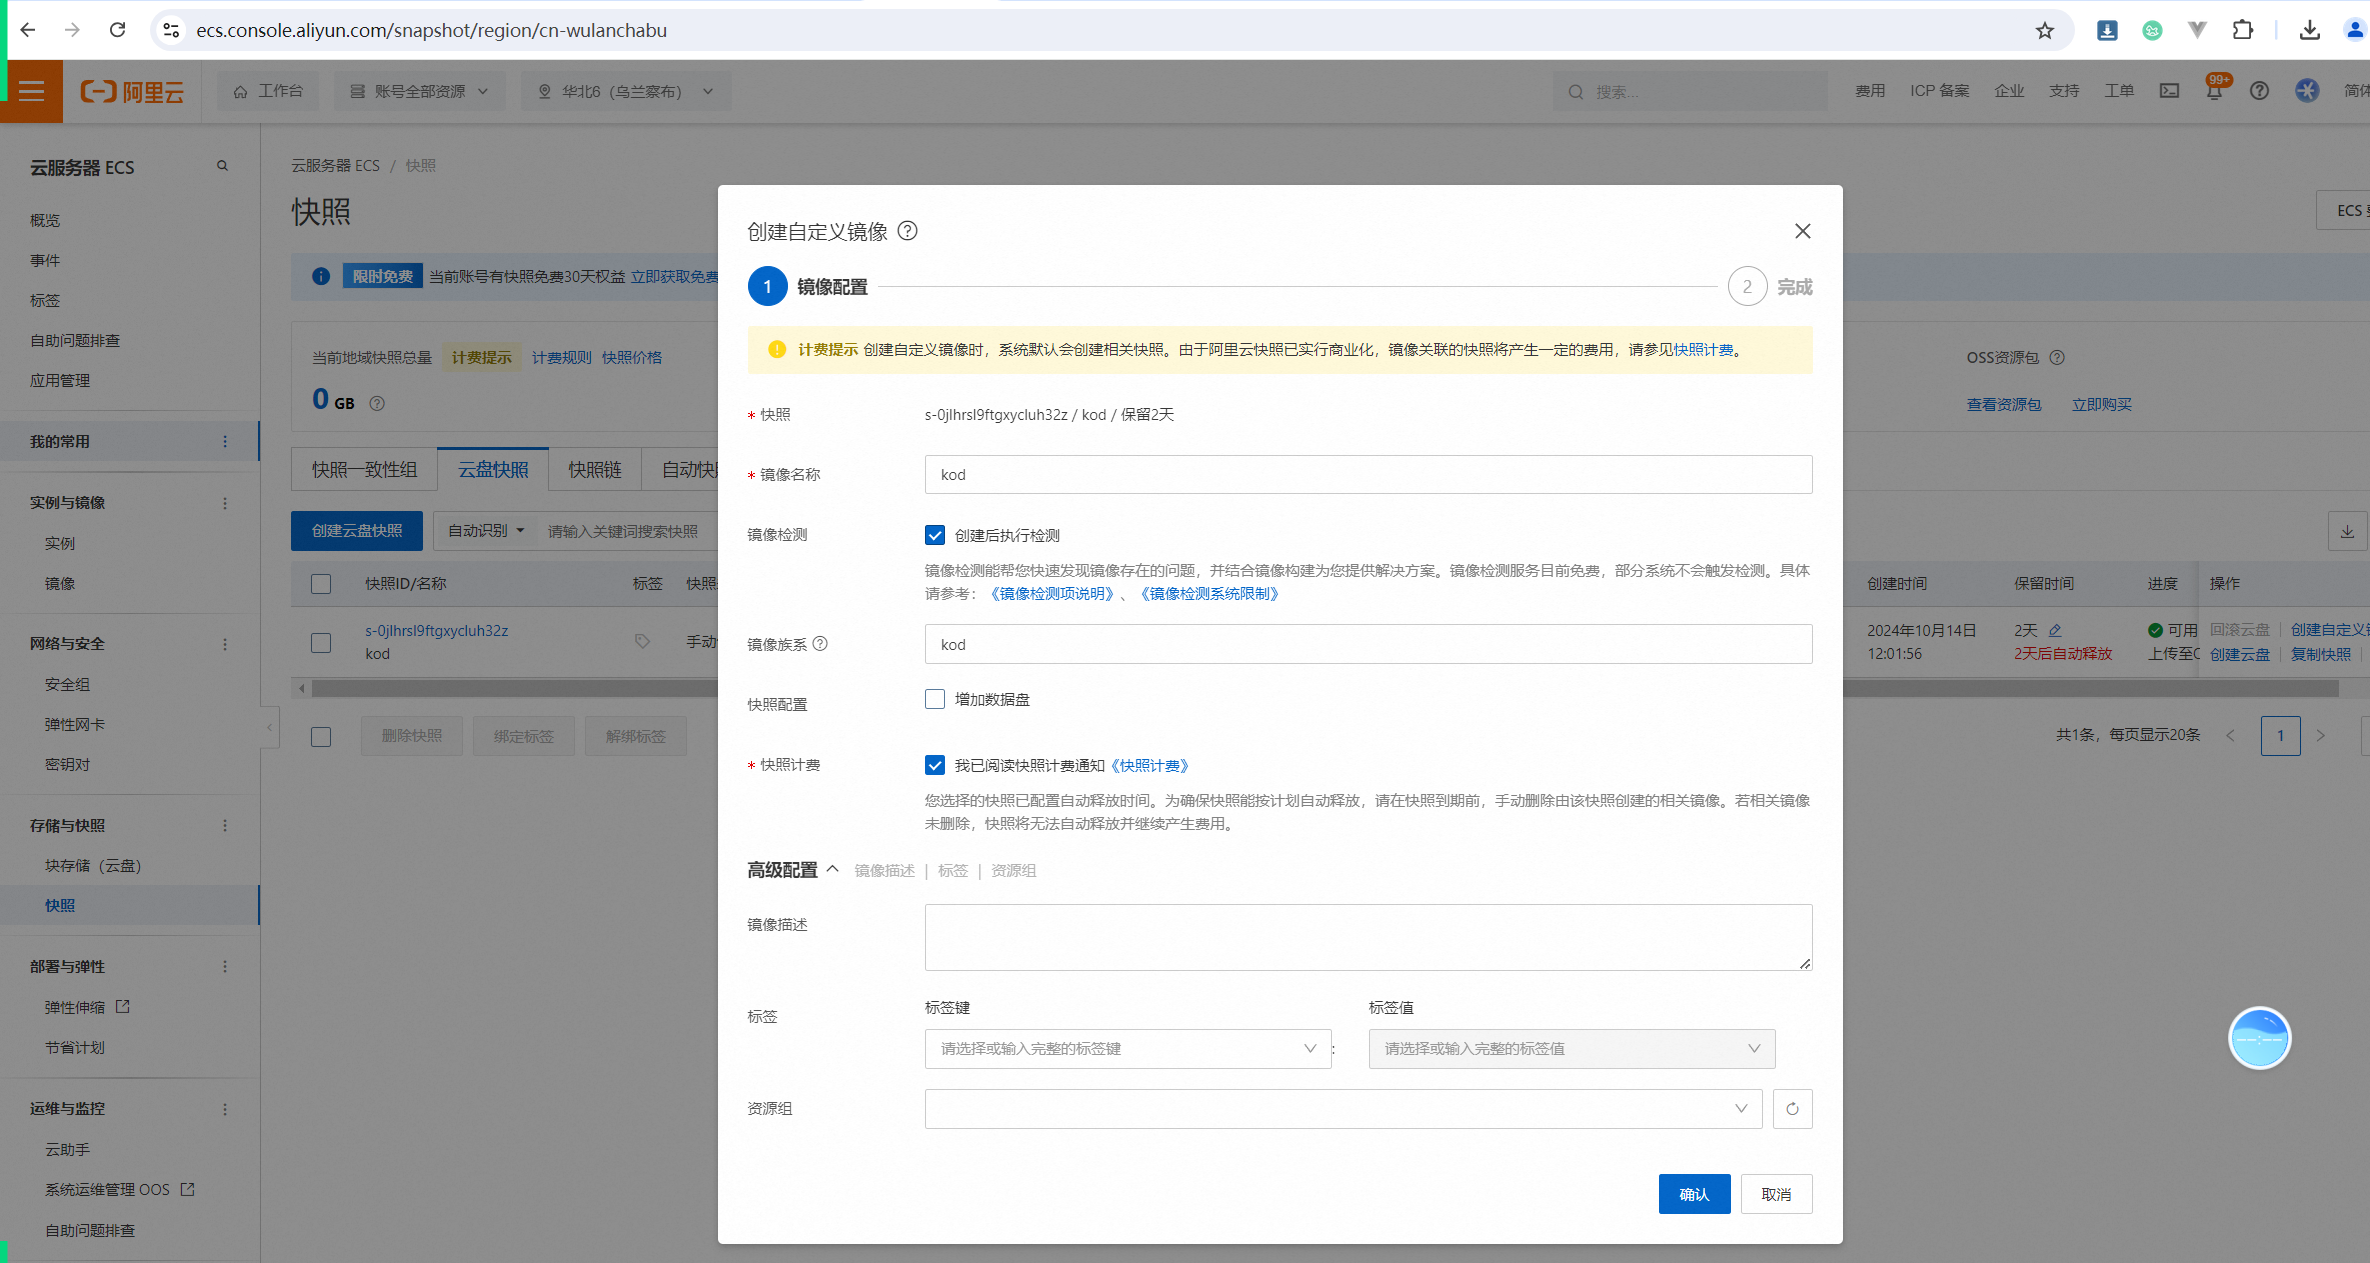 ecs.console.aliyun.com/snapshot/region/cn-wulanchabu
阿里云
工作台
账号全部资源
华北6（乌兰察布）
搜索...
费用
ICP 备案
企业
支持
工单
99+
简体
云服务器 ECS
概览
事件
标签
自助问题排查
应用管理
我的常用
实例与镜像
实例
镜像
网络与安全
安全组
弹性网卡
密钥对
存储与快照
块存储（云盘）
快照
部署与弹性
弹性伸缩
节省计划
运维与监控
云助手
系统运维管理 OOS
自助问题排查
云服务器 ECS / 快照
快照
ECS
限时免费 当前账号有快照免费30天权益 立即获取免费
当前地域快照总量 计费提示 计费规则 快照价格
0 GB
OSS资源包
查看资源包 立即购买
快照一致性组
云盘快照
快照链
自动快
创建云盘快照
自动识别
请输入关键词搜索快照
快照ID/名称
标签
快照
创建时间
保留时间
进度
操作
s-0jlhrsl9ftgxycluh32z
kod
手动
2024年10月14日
12:01:56
2天
2天后自动释放
可用
上传至O
回滚云盘
创建自定义镜
创建云盘
复制快照
删除快照
绑定标签
解绑标签
共1条，每页显示20条
1
创建自定义镜像
1 镜像配置
2 完成
计费提示 创建自定义镜像时，系统默认会创建相关快照。由于阿里云快照已实行商业化，镜像关联的快照将产生一定的费用，请参见快照计费。
* 快照
s-0jlhrsl9ftgxycluh32z / kod / 保留2天
* 镜像名称
kod
镜像检测
创建后执行检测
镜像检测能帮您快速发现镜像存在的问题，并结合镜像构建为您提供解决方案。镜像检测服务目前免费，部分系统不会触发检测。具体
请参考：《镜像检测项说明》、《镜像检测系统限制》
镜像族系
kod
快照配置
增加数据盘
* 快照计费
我已阅读快照计费通知《快照计费》
您选择的快照已配置自动释放时间。为确保快照能按计划自动释放，请在快照到期前，手动删除由该快照创建的相关镜像。若相关镜像
未删除，快照将无法自动释放并继续产生费用。
高级配置 镜像描述 | 标签 | 资源组
镜像描述
标签
标签键
标签值
请选择或输入完整的标签键
:
请选择或输入完整的标签值
资源组
确认
取消